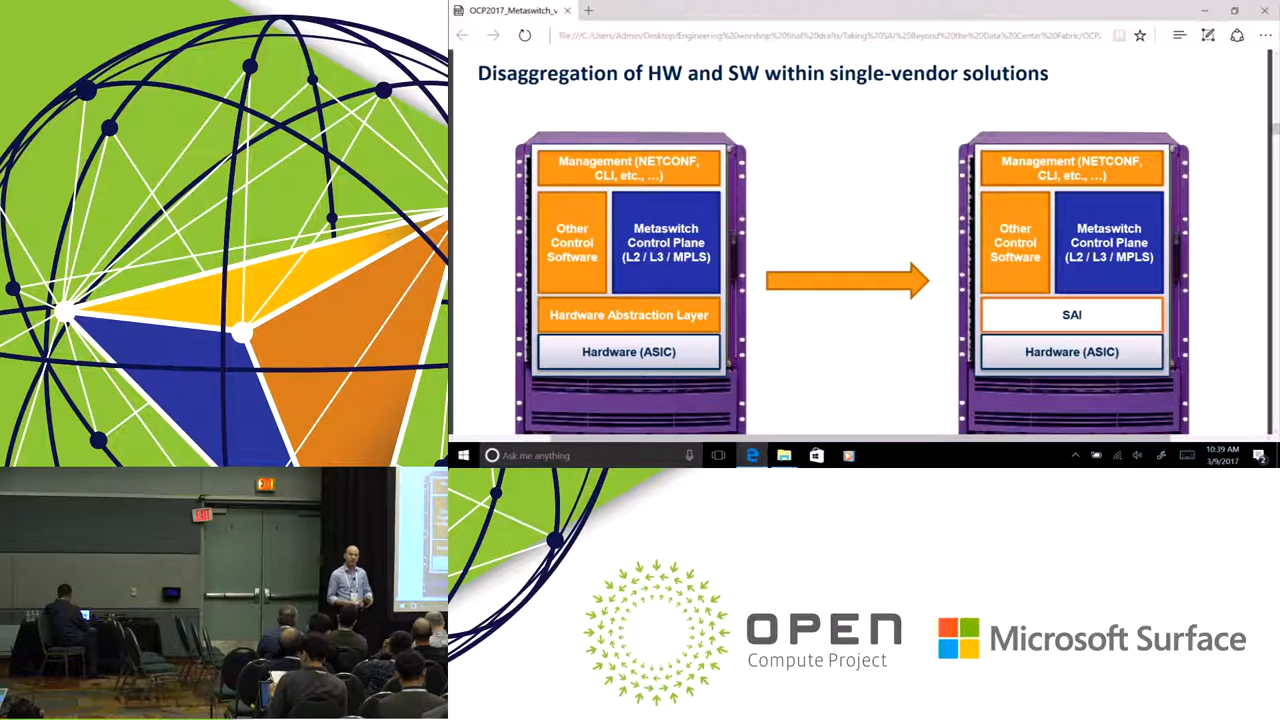 OCP2017_Metaswitch_v
file:///C:/Users/Admin/Desktop/Engineering%20worshop%20final%20drafts/Taking%20SAI%20Beyond%20the%20Data%20Center%20Fabric/OCP2
Disaggregation of HW and SW within single-vendor solutions
Management (NETCONF,
CLI, etc., …)
Other
Control
Software
Metaswitch
Control Plane
(L2 / L3 / MPLS)
Hardware Abstraction Layer
Hardware (ASIC)
Management (NETCONF,
CLI, etc., …)
Other
Control
Software
Metaswitch
Control Plane
(L2 / L3 / MPLS)
SAI
Hardware (ASIC)
Ask me anything
10:39 AM
3/9/2017
2
OPEN
Compute Project
Microsoft Surface